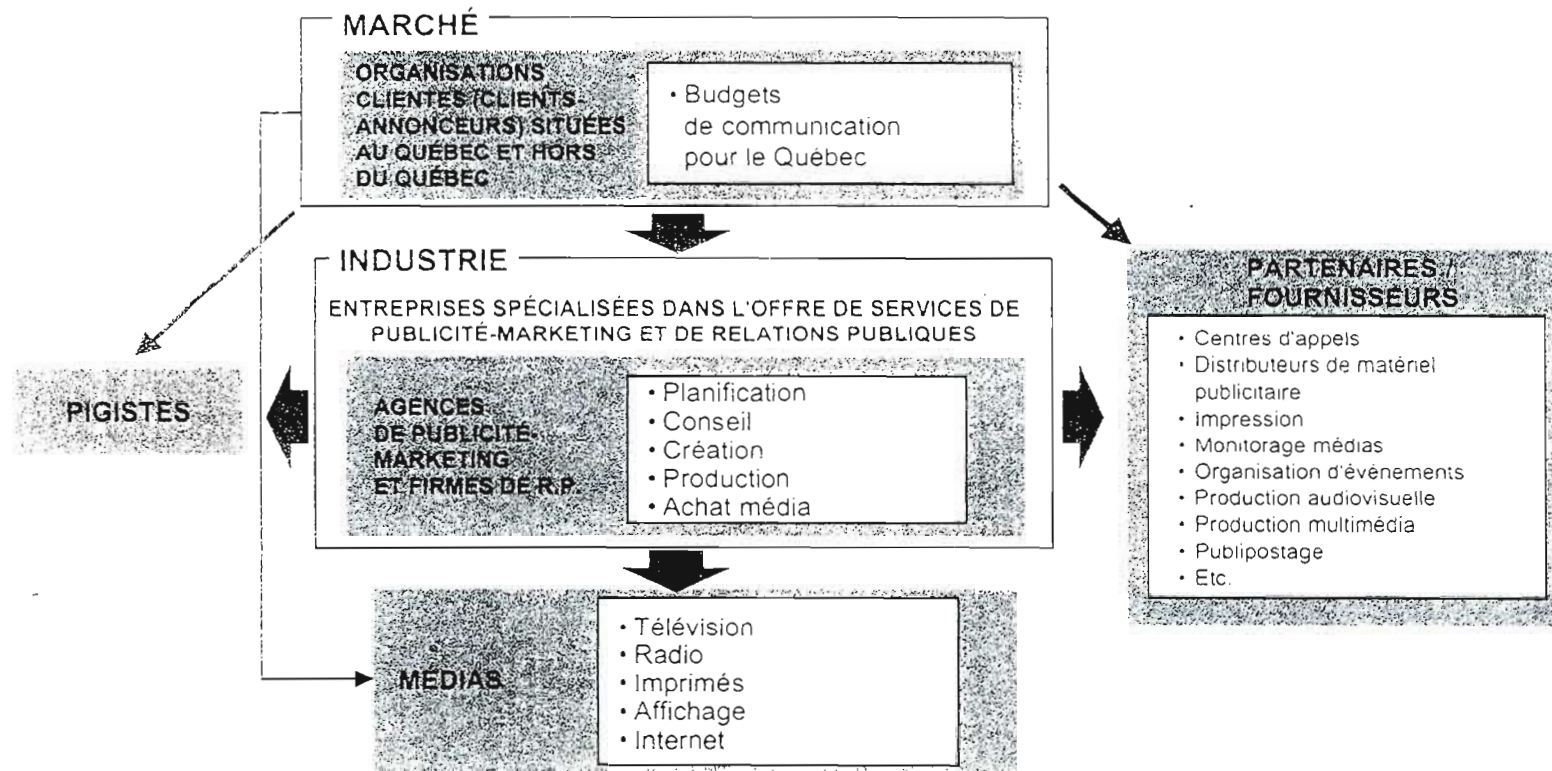 MARCHÉ
ORGANISATIONS
CLIENTES (CLIENTS-
ANNONCEURS) SITUÉES
AU QUÉBEC ET HORS
DU QUÉBEC
• Budgets
de communication
pour le Québec
INDUSTRIE
ENTREPRISES SPÉCIALISÉES DANS L'OFFRE DE SERVICES DE
PUBLICITÉ-MARKETING ET DE RELATIONS PUBLIQUES
AGENCES
DE PUBLICITÉ-
MARKETING
ET FIRMES DE R.P.
• Planification
• Conseil
• Création
• Production
• Achat média
PIGISTES
PARTENAIRES /
FOURNISSEURS
• Centres d'appels
• Distributeurs de matériel
publicitaire
• Impression
• Monitorage médias
• Organisation d'évènements
• Production audiovisuelle
• Production multimédia
• Publipostage
• Etc.
MÉDIAS
• Télévision
• Radio
• Imprimés
• Affichage
• Internet